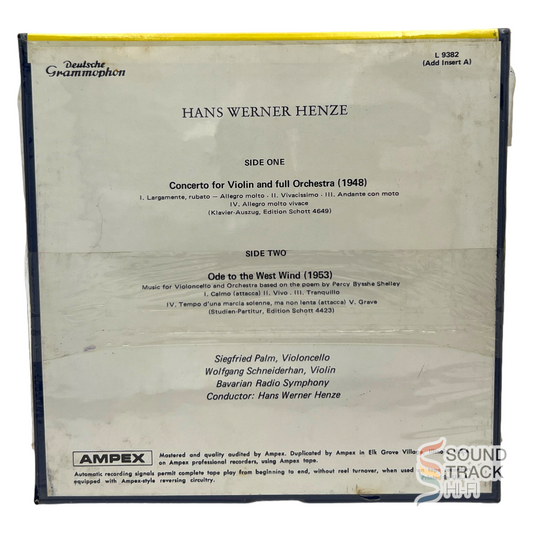 Deutsche
Grammophon
L 9382
(Add Insert A)
HANS WERNER HENZE
SIDE ONE
Concerto for Violin and full Orchestra (1948)
I. Largamente, rubato — Allegro molto · II. Vivacissimo · III. Andante con moto
IV. Allegro molto vivace
(Klavier-Auszug, Edition Schott 4649)
SIDE TWO
Ode to the West Wind (1953)
Music for Violoncello and Orchestra based on the poem by Percy Bysshe Shelley
I. Calmo (attacca) II. Vivo · III. Tranquillo
IV. Tempo d'una marcia solenne, ma non lenta (attacca) V. Grave
(Studien-Partitur, Edition Schott 4423)
Siegfried Palm, Violoncello
Wolfgang Schneiderhan, Violin
Bavarian Radio Symphony
Conductor: Hans Werner Henze
AMPEX
Mastered and quality audited by Ampex. Duplicated by Ampex in Elk Grove Village
on Ampex professional recorders, using Ampex tape.
Automatic recording signals permit complete tape play from beginning to end, without reel turnover, when used
equipped with Ampex-style reversing circuitry.
SOUND
TRACK
HI-FI